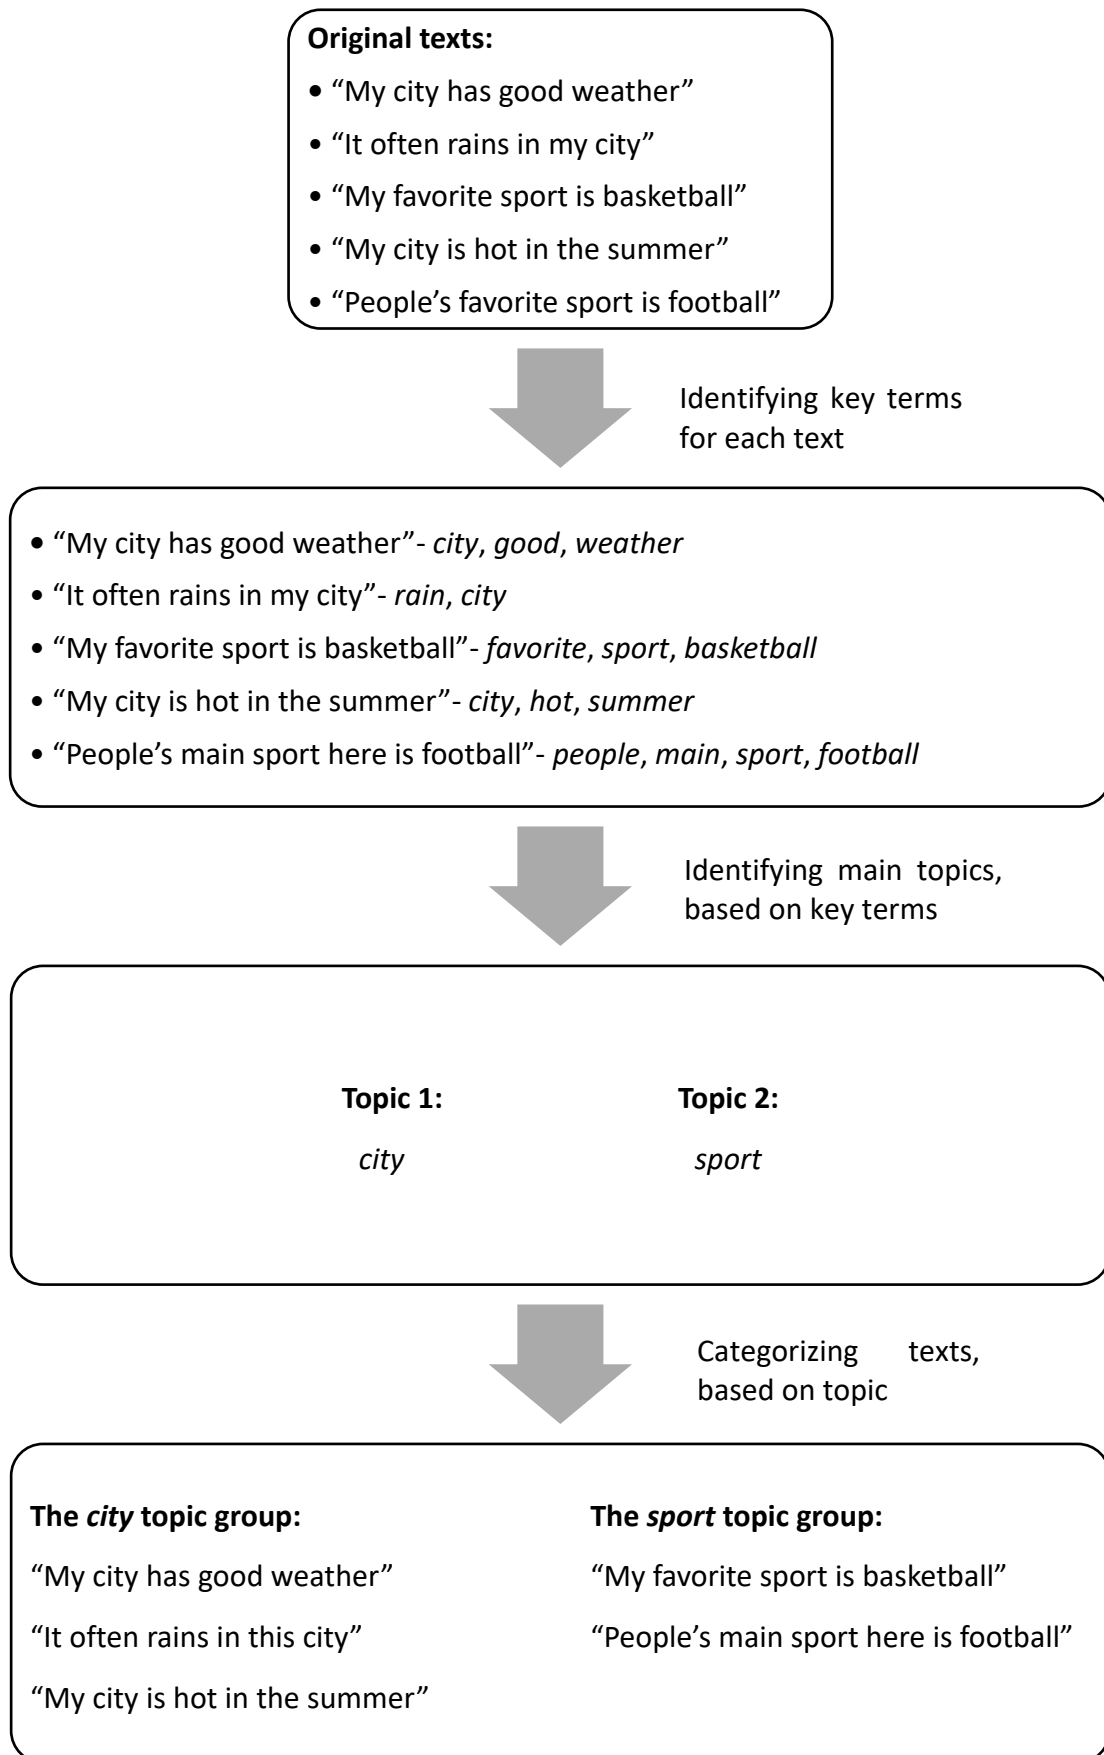 Original texts:
• “My city has good weather”
• “It often rains in my city”
• “My favorite sport is basketball”
• “My city is hot in the summer”
• “People’s favorite sport is football”
Identifying key terms
for each text
• “My city has good weather”- city, good, weather
• “It often rains in my city”- rain, city
• “My favorite sport is basketball”- favorite, sport, basketball
• “My city is hot in the summer”- city, hot, summer
• “People’s main sport here is football”- people, main, sport, football
Identifying main topics,
based on key terms
Topic 1:
city
Topic 2:
sport
Categorizing texts,
based on topic
The city topic group:
“My city has good weather”
“It often rains in this city”
“My city is hot in the summer”
The sport topic group:
“My favorite sport is basketball”
“People’s main sport here is football”